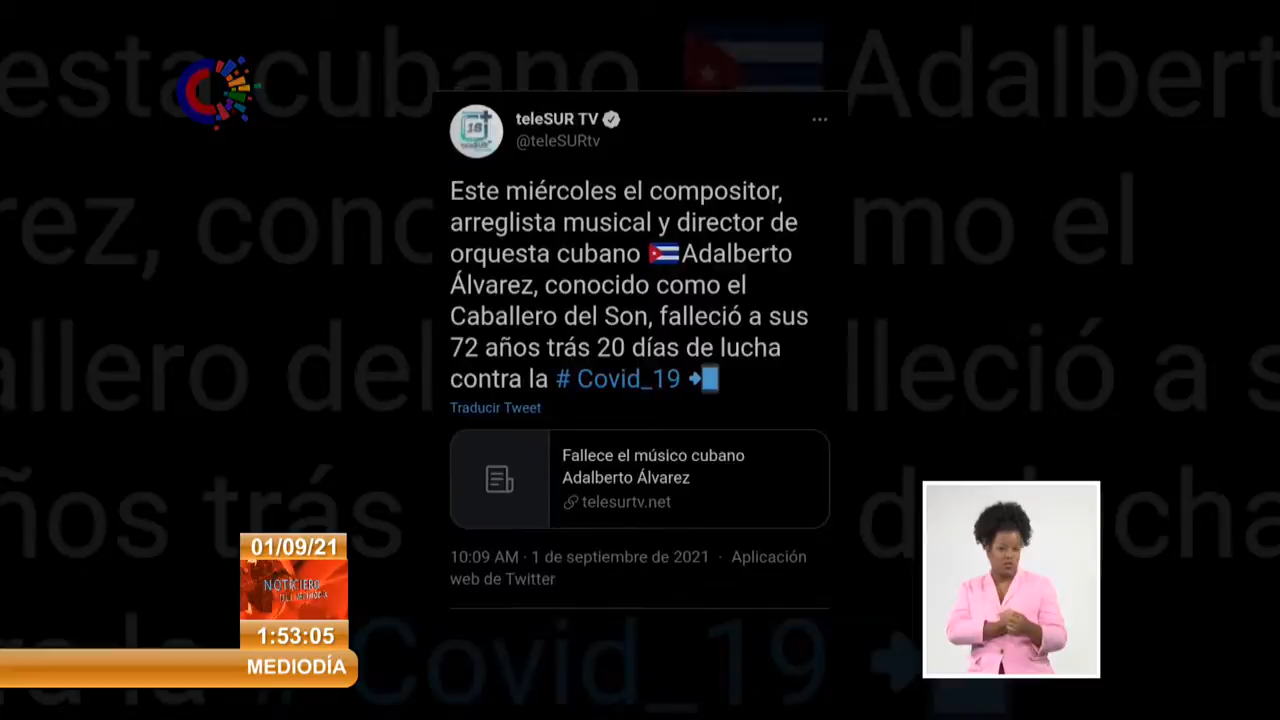 teleSUR TV
@teleSURtv
Este miércoles el compositor,
arreglista musical y director de
orquesta cubano 🇨🇺Adalberto
Álvarez, conocido como el
Caballero del Son, falleció a sus
72 años trás 20 días de lucha
contra la # Covid_19 📲
Traducir Tweet
Fallece el músico cubano
Adalberto Álvarez
telesurtv.net
10:09 AM · 1 de septiembre de 2021 · Aplicación
web de Twitter
01/09/21
NOTICIERO
DEL MEDIODÍA
1:53:05
MEDIODÍA